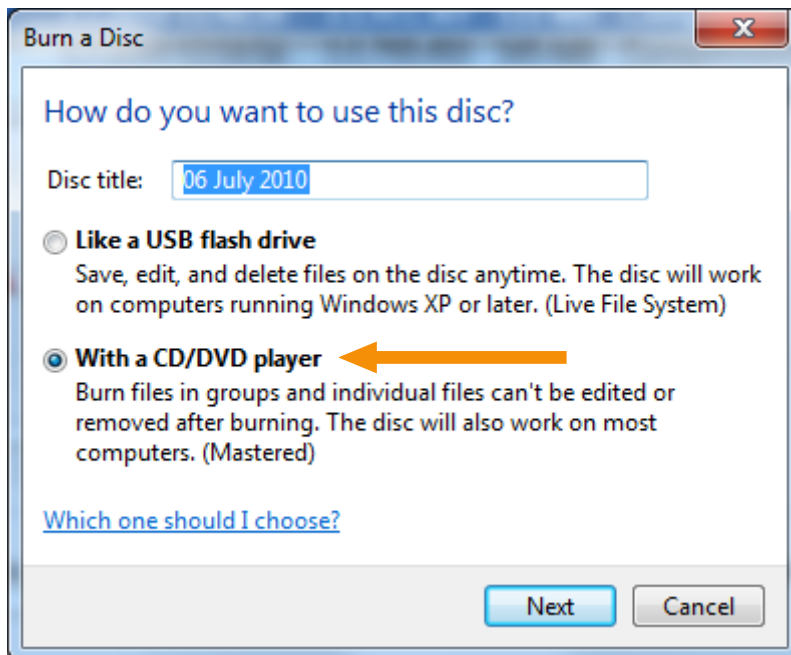 Burn a Disc
How do you want to use this disc?
Disc title: 06 July 2010
Like a USB flash drive
Save, edit, and delete files on the disc anytime. The disc will work
on computers running Windows XP or later. (Live File System)
With a CD/DVD player
Burn files in groups and individual files can't be edited or
removed after burning. The disc will also work on most
computers. (Mastered)
Which one should I choose?
Next Cancel